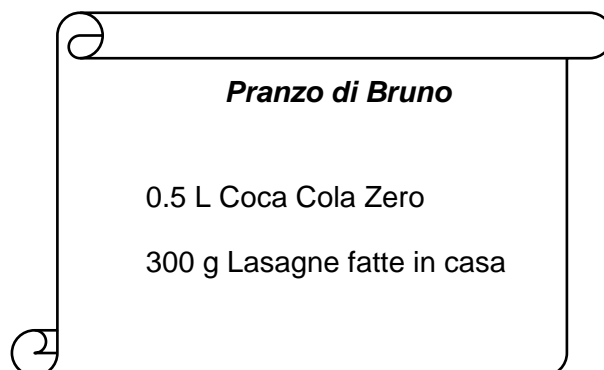 Pranzo di Bruno
0.5 L Coca Cola Zero
300 g Lasagne fatte in casa